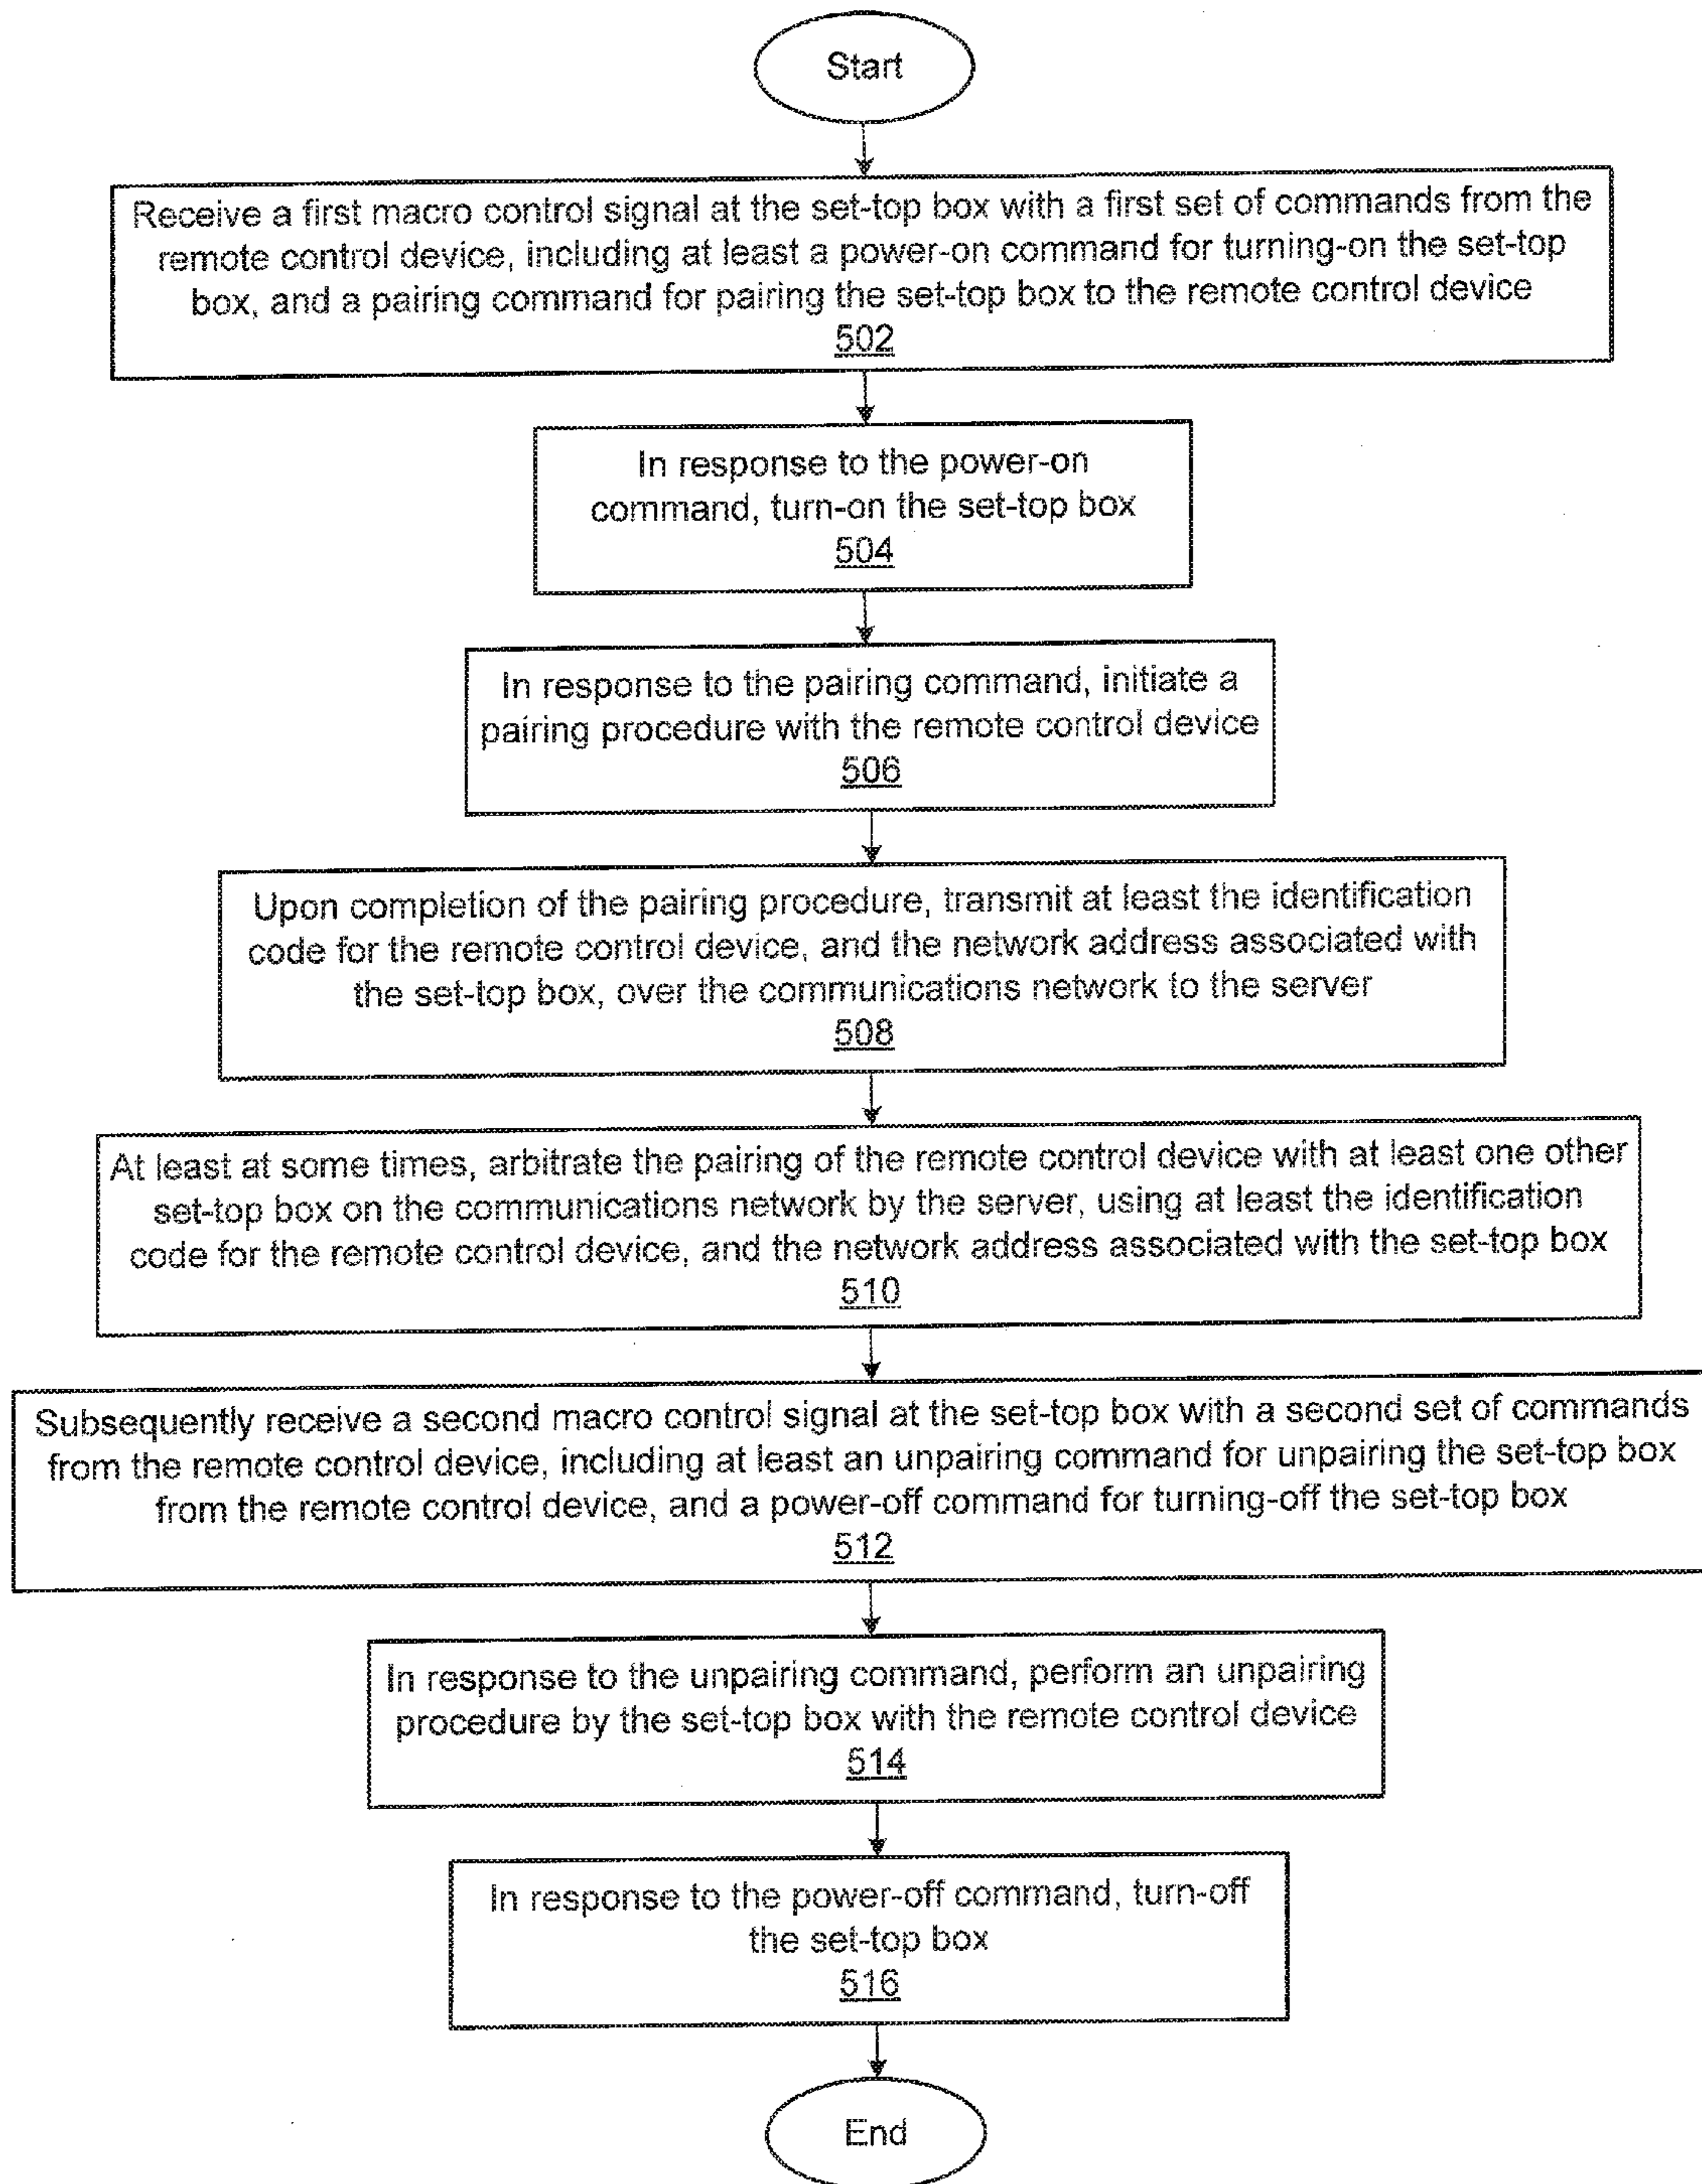 Start
Receive a first macro control signal at the set-top box with a first set of commands from the
remote control device, including at least a power-on command for turning-on the set-top
box, and a pairing command for pairing the set-top box to the remote control device
502
In response to the power-on
command, turn-on the set-top box
504
In response to the pairing command, initiate a
pairing procedure with the remote control device
506
Upon completion of the pairing procedure, transmit at least the identification
code for the remote control device, and the network address associated with
the set-top box, over the communications network to the server
508
At least at some times, arbitrate the pairing of the remote control device with at least one other
set-top box on the communications network by the server, using at least the identification
code for the remote control device, and the network address associated with the set-top box
510
Subsequently receive a second macro control signal at the set-top box with a second set of commands
from the remote control device, including at least an unpairing command for unpairing the set-top box
from the remote control device, and a power-off command for turning-off the set-top box
512
In response to the unpairing command, perform an unpairing
procedure by the set-top box with the remote control device
514
In response to the power-off command, turn-off
the set-top box
516
End